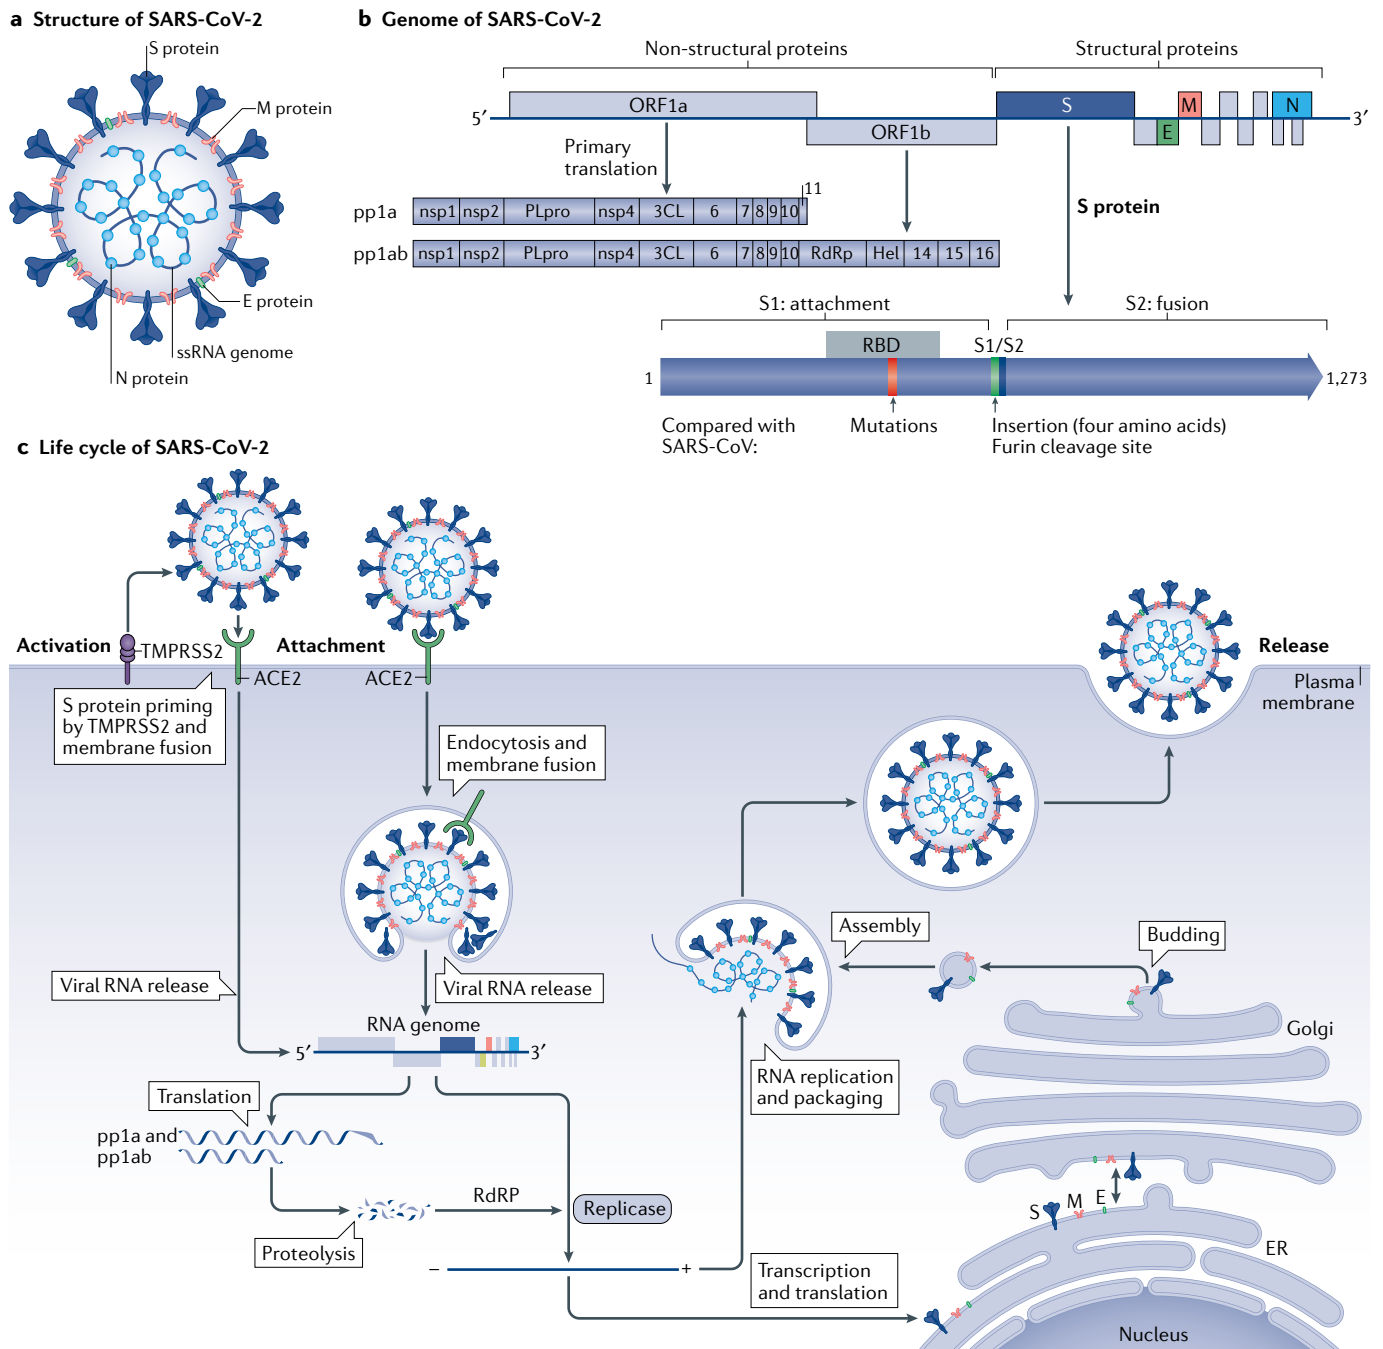 a Structure of SARS-CoV-2
S protein
M protein
E protein
ssRNA genome
N protein
b Genome of SARS-CoV-2
Non-structural proteins
Structural proteins
5′
ORF1a
ORF1b
S
E
M
N
3′
Primary
translation
11
pp1a
nsp1 nsp2 PLpro nsp4 3CL 6 7 8 9 10
pp1ab
nsp1 nsp2 PLpro nsp4 3CL 6 7 8 9 10 RdRp Hel 14 15 16
S protein
S1: attachment
S2: fusion
RBD
S1/S2
1
1,273
Compared with
SARS-CoV:
Mutations
Insertion (four amino acids)
Furin cleavage site
c Life cycle of SARS-CoV-2
Activation
TMPRSS2
Attachment
ACE2
ACE2
S protein priming
by TMPRSS2 and
membrane fusion
Endocytosis and
membrane fusion
Release
Plasma
membrane
Viral RNA release
Viral RNA release
RNA genome
5′
3′
Translation
pp1a and
pp1ab
Proteolysis
RdRP
Replicase
−
+
Assembly
Budding
Golgi
RNA replication
and packaging
S
M
E
ER
Transcription
and translation
Nucleus